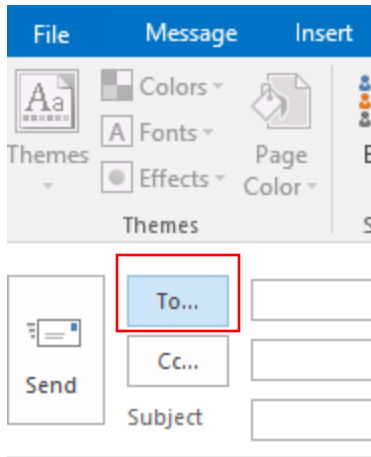 File Message Insert
Aa Colors
A Fonts
Themes Page
Effects Color
Themes
To...
Cc...
Send
Subject